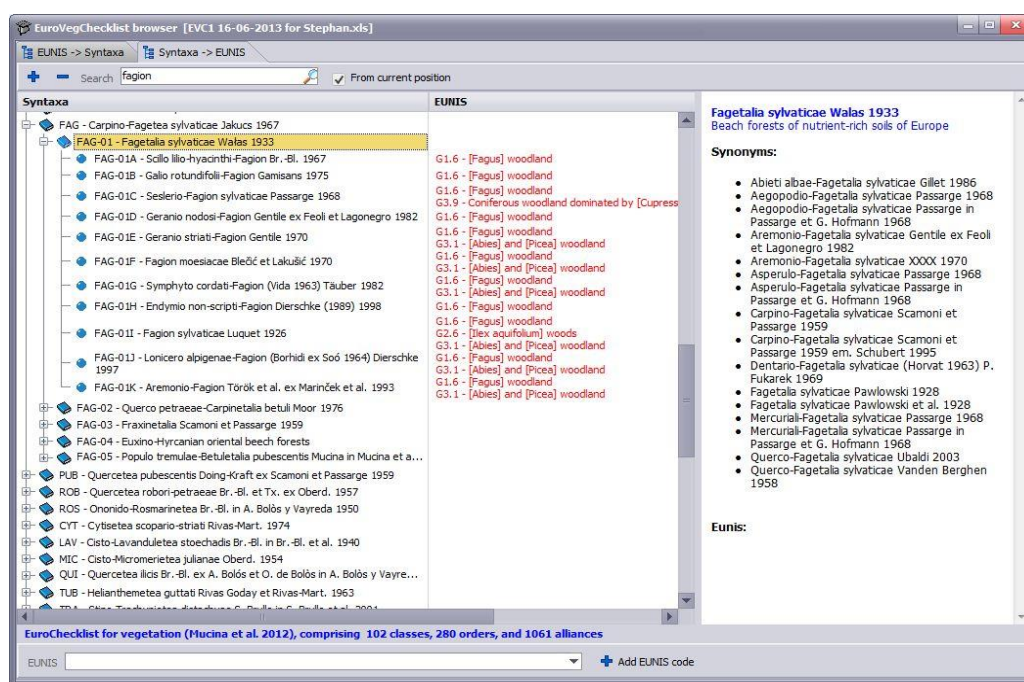 EuroVegChecklist browser [EVC1 16-06-2013 for Stephan.xls]
EUNIS -> Syntaxa
Syntaxa -> EUNIS
Search
fagion
From current position
Syntaxa
EUNIS
FAG - Carpino-Fagetea sylvaticae Jakucs 1967
FAG-01 - Fagetalia sylvaticae Wałas 1933
FAG-01A - Scillo lilio-hyacinthi-Fagion Br.-Bl. 1967
G1.6 - [Fagus] woodland
FAG-01B - Galio rotundifolii-Fagion Gamisans 1975
G1.6 - [Fagus] woodland
FAG-01C - Seslerio-Fagion sylvaticae Passarge 1968
G1.6 - [Fagus] woodland
G3.9 - Coniferous woodland dominated by [Cupress
FAG-01D - Geranio nodosi-Fagion Gentile ex Feoli et Lagonegro 1982
G1.6 - [Fagus] woodland
FAG-01E - Geranio striati-Fagion Gentile 1970
G1.6 - [Fagus] woodland
G3.1 - [Abies] and [Picea] woodland
FAG-01F - Fagion moesiacae Blečić et Lakušić 1970
G1.6 - [Fagus] woodland
G3.1 - [Abies] and [Picea] woodland
FAG-01G - Symphyto cordati-Fagion (Vida 1963) Täuber 1982
G1.6 - [Fagus] woodland
G3.1 - [Abies] and [Picea] woodland
FAG-01H - Endymio non-scripti-Fagion Dierschke (1989) 1998
G1.6 - [Fagus] woodland
FAG-01I - Fagion sylvaticae Luquet 1926
G1.6 - [Fagus] woodland
G2.6 - [Ilex aquifolium] woods
G3.1 - [Abies] and [Picea] woodland
FAG-01J - Lonicero alpigenae-Fagion (Borhidi ex Soó 1964) Dierschke
1997
G1.6 - [Fagus] woodland
G3.1 - [Abies] and [Picea] woodland
FAG-01K - Aremonio-Fagion Török et al. ex Marinček et al. 1993
G1.6 - [Fagus] woodland
G3.1 - [Abies] and [Picea] woodland
FAG-02 - Querco petraeae-Carpinetalia betuli Moor 1976
FAG-03 - Fraxinetalia Scamoni et Passarge 1959
FAG-04 - Euxino-Hyrcanian oriental beech forests
FAG-05 - Populo tremulae-Betuletalia pubescentis Mucina in Mucina et a...
PUB - Quercetea pubescentis Doing-Kraft ex Scamoni et Passarge 1959
ROB - Quercetea robori-petraeae Br.-Bl. et Tx. ex Oberd. 1957
ROS - Ononido-Rosmarinetea Br.-Bl. in A. Bolòs y Vayreda 1950
CYT - Cytisetea scopario-striati Rivas-Mart. 1974
LAV - Cisto-Lavanduletea stoechadis Br.-Bl. in Br.-Bl. et al. 1940
MIC - Cisto-Micromerietea julianae Oberd. 1954
QUI - Quercetea ilicis Br.-Bl. ex A. Bolós et O. de Bolòs in A. Bolòs y Vayre...
TUB - Helianthemetea guttati Rivas Goday et Rivas-Mart. 1963
Fagetalia sylvaticae Walas 1933
Beach forests of nutrient-rich soils of Europe
Synonyms:
Abieti albae-Fagetalia sylvaticae Gillet 1986
Aegopodio-Fagetalia sylvaticae Passarge 1968
Aegopodio-Fagetalia sylvaticae Passarge in
Passarge et G. Hofmann 1968
Aremonio-Fagetalia sylvaticae Gentile ex Feoli
et Lagonegro 1982
Aremonio-Fagetalia sylvaticae XXXX 1970
Asperulo-Fagetalia sylvaticae Passarge 1968
Asperulo-Fagetalia sylvaticae Passarge in
Passarge et G. Hofmann 1968
Carpino-Fagetalia sylvaticae Scamoni et
Passarge 1959
Carpino-Fagetalia sylvaticae Scamoni et
Passarge 1959 em. Schubert 1995
Dentario-Fagetalia sylvaticae (Horvat 1963) P.
Fukarek 1969
Fagetalia sylvaticae Pawlowski 1928
Fagetalia sylvaticae Pawlowski et al. 1928
Mercuriali-Fagetalia sylvaticae Passarge 1968
Mercuriali-Fagetalia sylvaticae Passarge in
Passarge et G. Hofmann 1968
Querco-Fagetalia sylvaticae Ubaldi 2003
Querco-Fagetalia sylvaticae Vanden Berghen
1958
Eunis:
EuroChecklist for vegetation (Mucina et al. 2012), comprising 102 classes, 280 orders, and 1061 alliances
EUNIS
Add EUNIS code